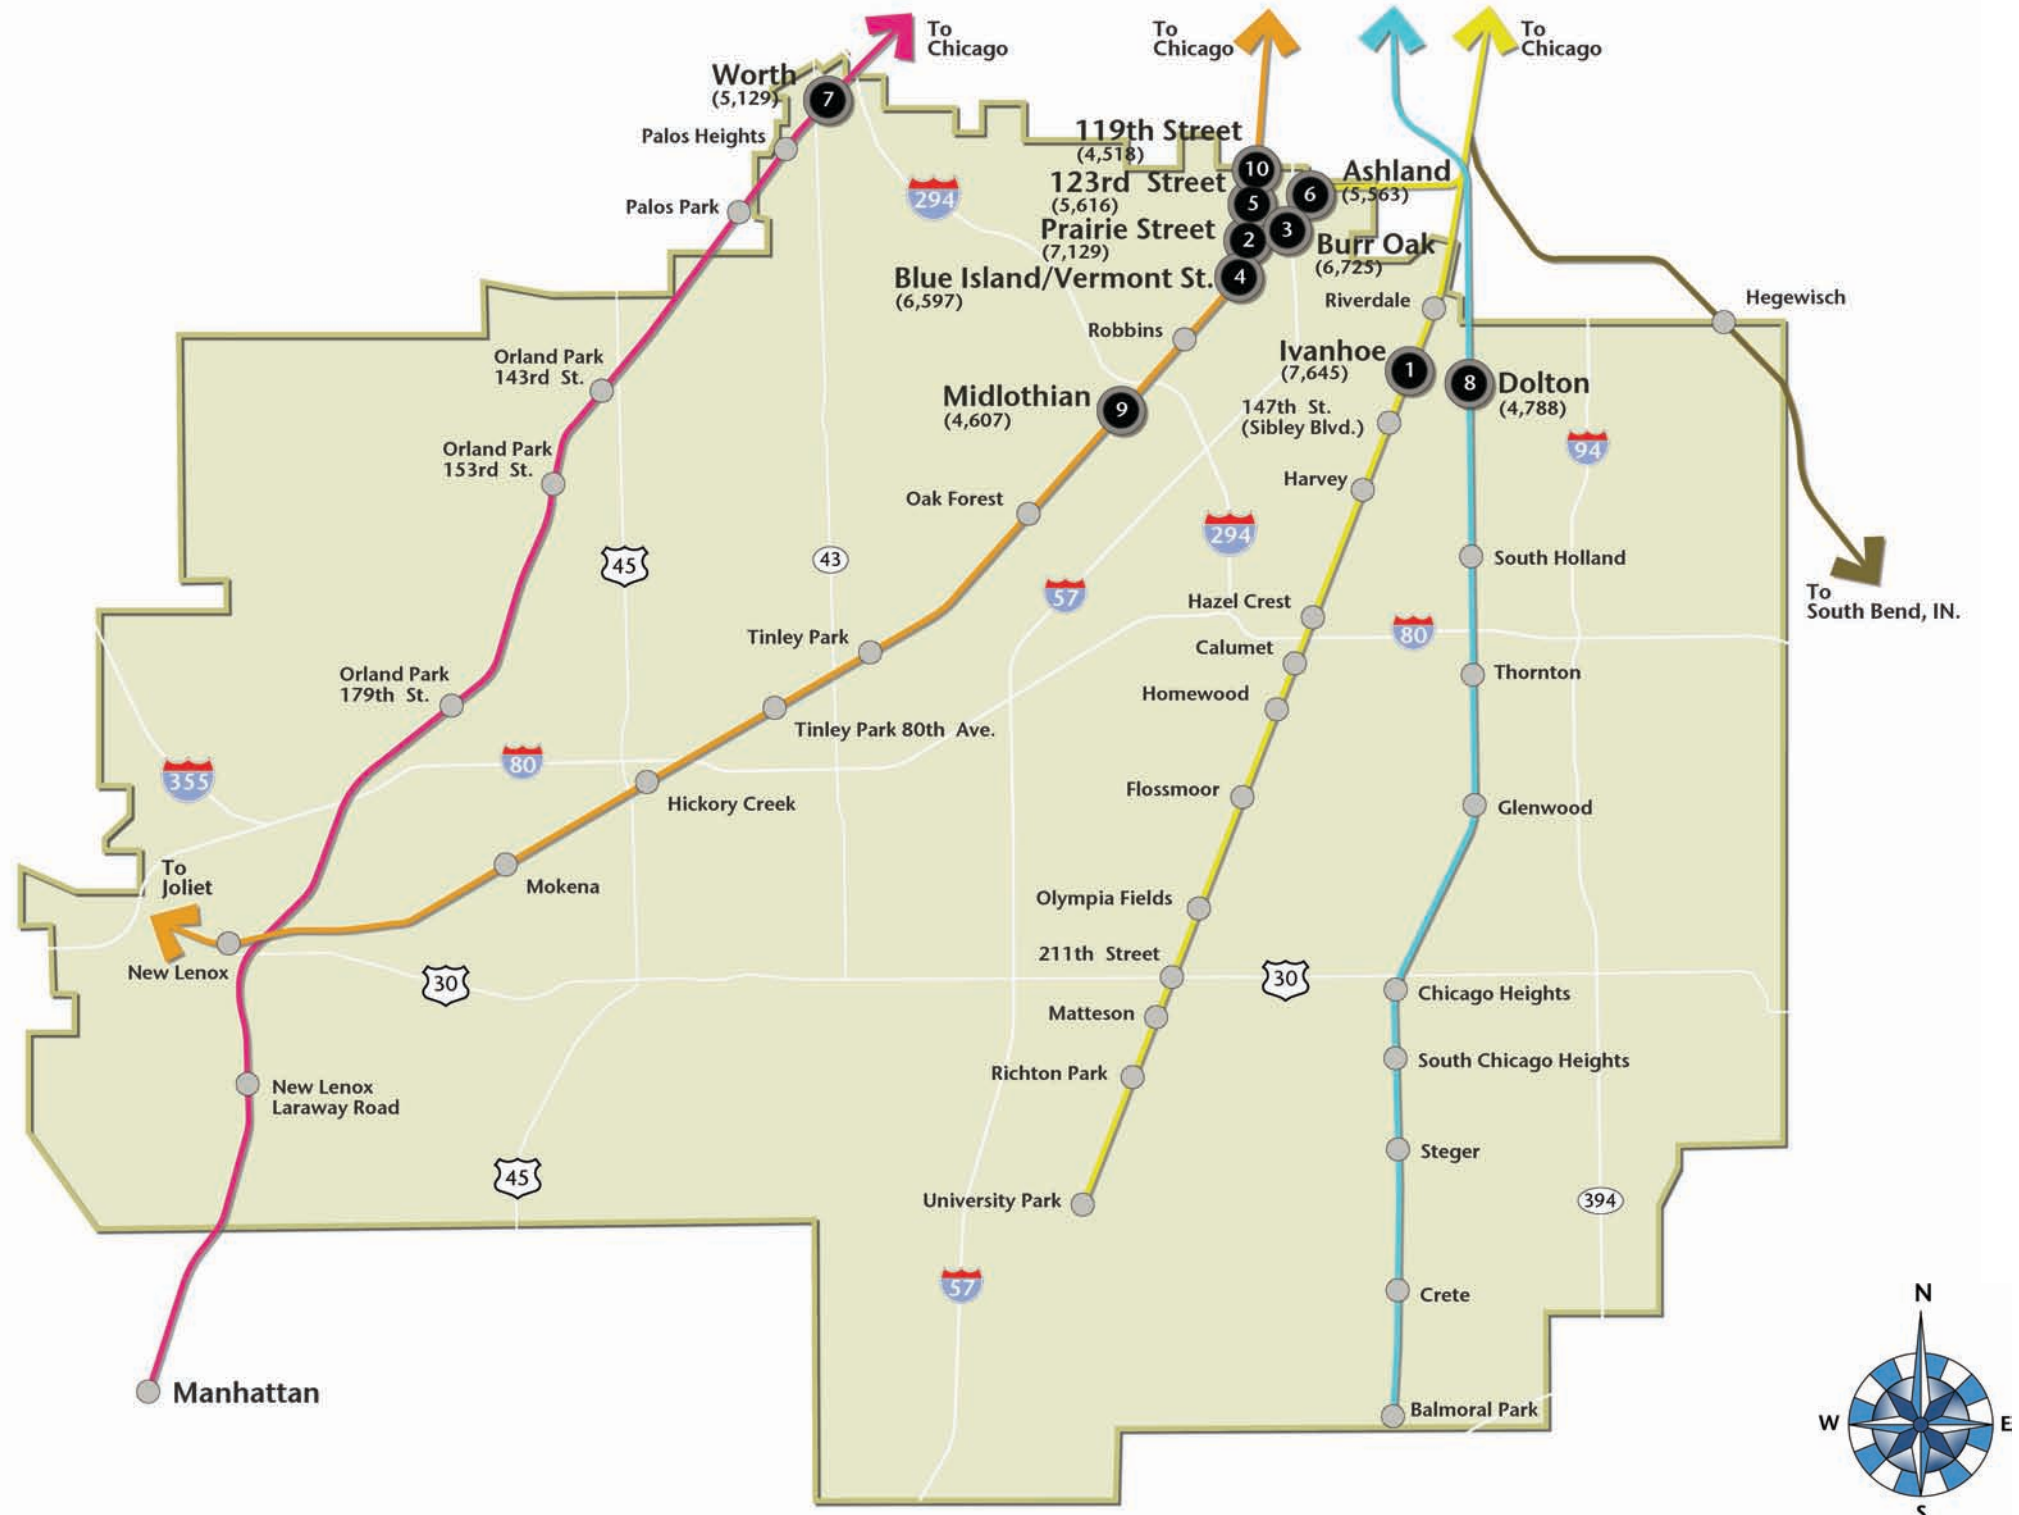 To
Chicago
To
Chicago
To
Chicago
Worth
(5,129)
7
Palos Heights
119th Street
(4,518)
10
Ashland
(5,563)
6
123rd Street
(5,616)
5
294
Palos Park
Prairie Street
(7,129)
2
3
Burr Oak
(6,725)
Blue Island/Vermont St.
(6,597)
4
Riverdale
Hegewisch
Robbins
Orland Park
143rd St.
Ivanhoe
(7,645)
1
8
Dolton
(4,788)
Midlothian
(4,607)
9
147th St.
(Sibley Blvd.)
Orland Park
153rd St.
94
Harvey
Oak Forest
294
45
43
South Holland
57
To
South Bend, IN.
Hazel Crest
80
Tinley Park
Calumet
Orland Park
179th St.
Thornton
Homewood
Tinley Park 80th Ave.
80
355
Hickory Creek
Flossmoor
Glenwood
To
Joliet
Mokena
Olympia Fields
211th Street
New Lenox
30
30
Chicago Heights
Matteson
South Chicago Heights
Richton Park
New Lenox
Laraway Road
Steger
45
University Park
394
57
Crete
N
Manhattan
Balmoral Park
W
E
S